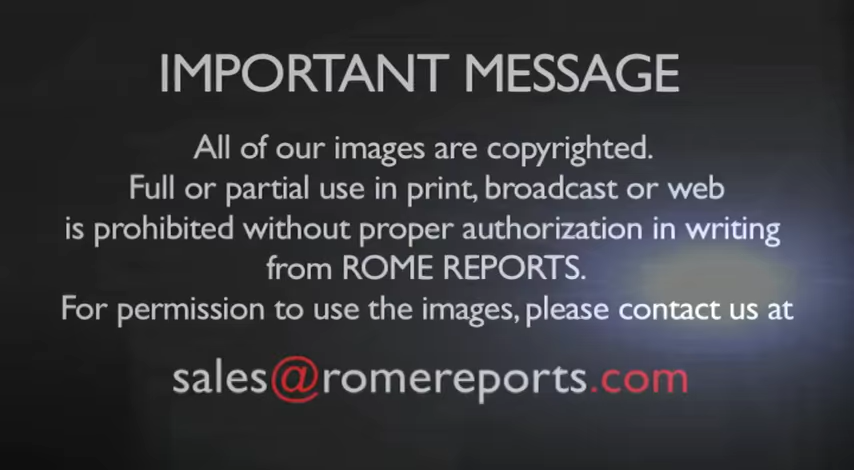 IMPORTANT MESSAGE
All of our images are copyrighted.
Full or partial use in print, broadcast or web
is prohibited without proper authorization in writing
from ROME REPORTS.
For permission to use the images, please contact us at
sales@romereports.com